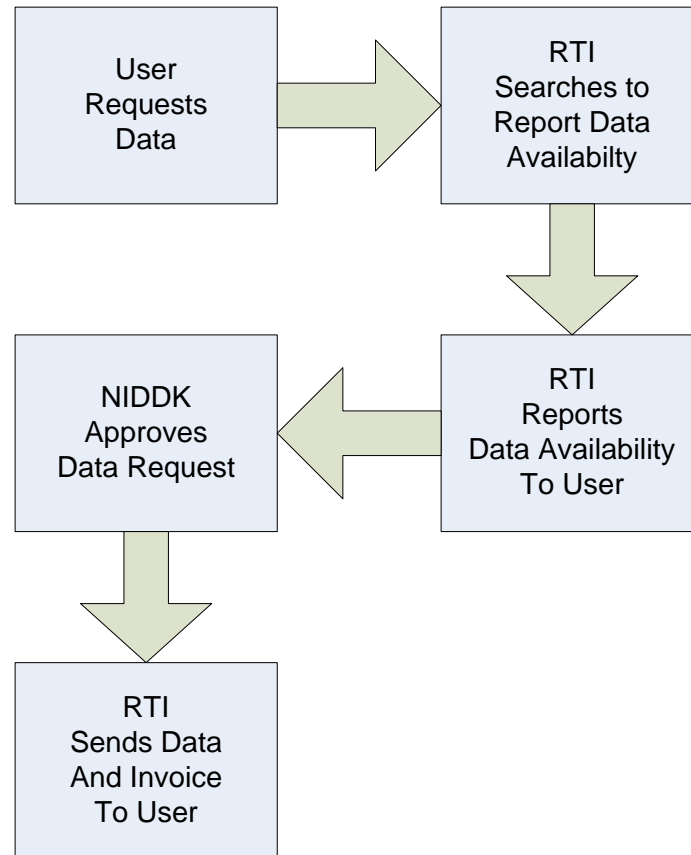 User
Requests
Data
RTI
Searches to
Report Data
Availabilty
RTI
Reports
Data Availability
To User
NIDDK
Approves
Data Request
RTI
Sends Data
And Invoice
To User